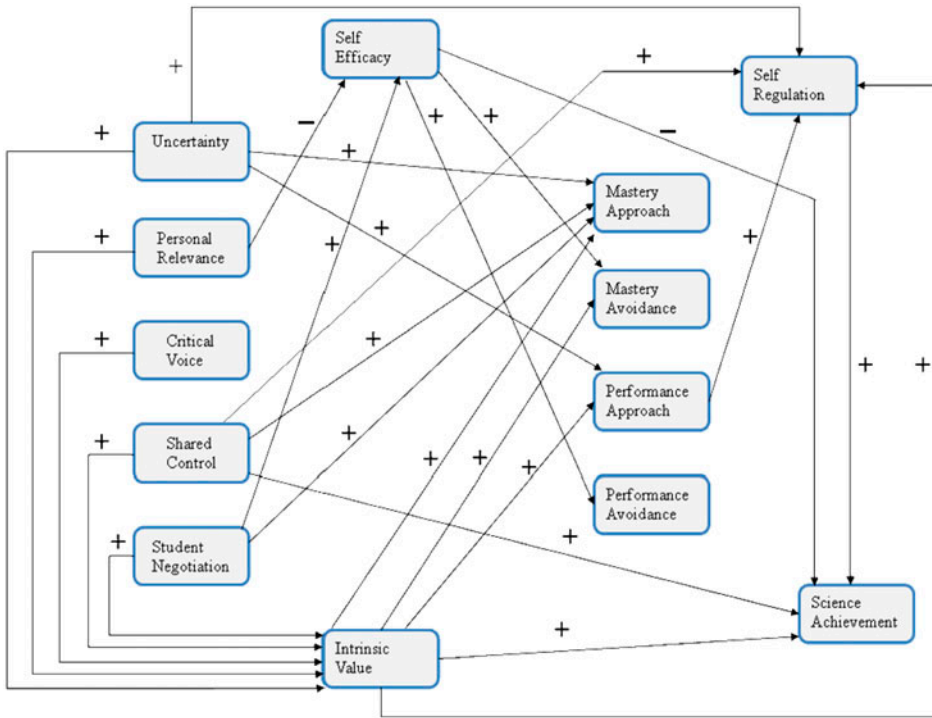 Self
Efficacy
+
+
Self
Regulation
+
Uncertainty
−
+
+
+
−
Mastery
Approach
+
Personal
Relevance
+
+
+
Mastery
Avoidance
+
Critical
Voice
+
+
+
Performance
Approach
+
Shared
Control
+
+
+
+
Performance
Avoidance
+
Student
Negotiation
+
Science
Achievement
+
Intrinsic
Value